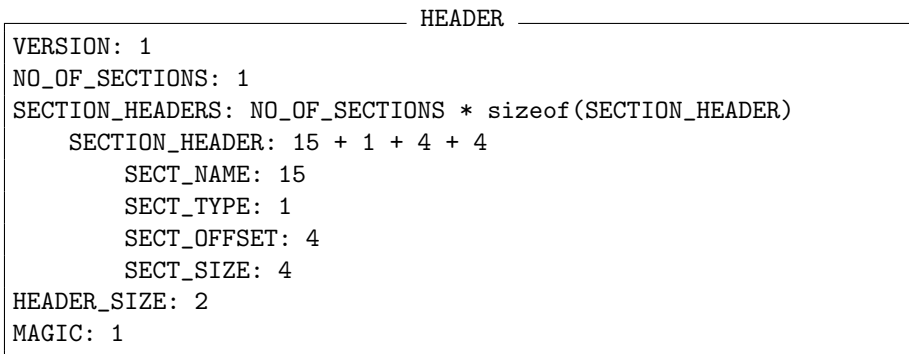 HEADER
VERSION: 1
NO_OF_SECTIONS: 1
SECTION_HEADERS: NO_OF_SECTIONS * sizeof(SECTION_HEADER)
    SECTION_HEADER: 15 + 1 + 4 + 4
        SECT_NAME: 15
        SECT_TYPE: 1
        SECT_OFFSET: 4
        SECT_SIZE: 4
HEADER_SIZE: 2
MAGIC: 1